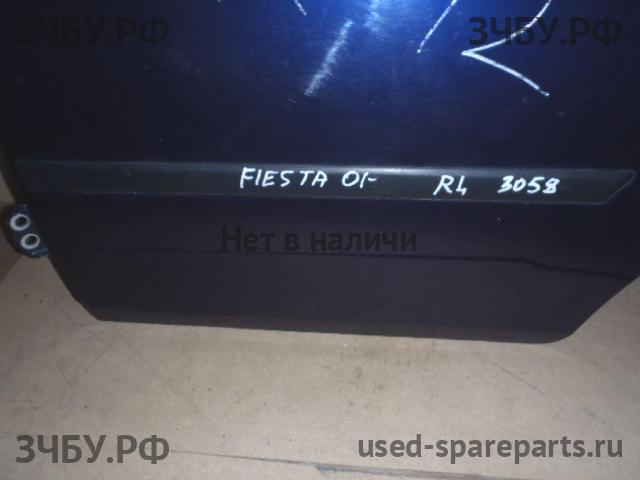 ЗЧБУ.РФ ЗЧБУ.РФ
FIESTA 01- RL 3058
Нет в наличи
ЗЧБУ.РФ used-spareparts.ru